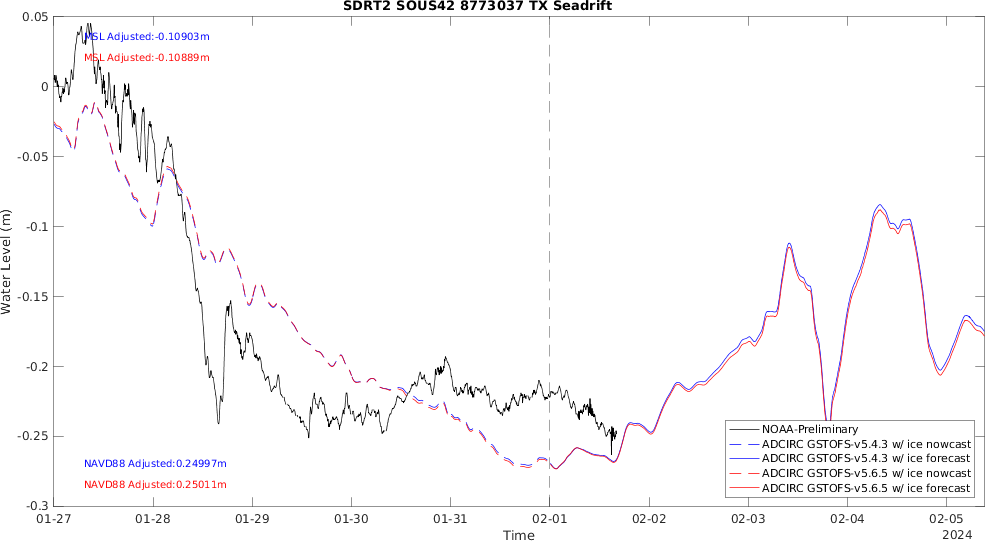 SDRT2 SOUS42 8773037 TX Seadrift
MSL Adjusted:-0.10903m
MSL Adjusted:-0.10889m
NAVD88 Adjusted:0.24997m
NAVD88 Adjusted:0.25011m
Water Level (m)
0.05
0
-0.05
-0.1
-0.15
-0.2
-0.25
-0.3
01-27
01-28
01-29
01-30
01-31
02-01
02-02
02-03
02-04
02-05
2024
Time
NOAA-Preliminary
ADCIRC GSTOFS-v5.4.3 w/ ice nowcast
ADCIRC GSTOFS-v5.4.3 w/ ice forecast
ADCIRC GSTOFS-v5.6.5 w/ ice nowcast
ADCIRC GSTOFS-v5.6.5 w/ ice forecast